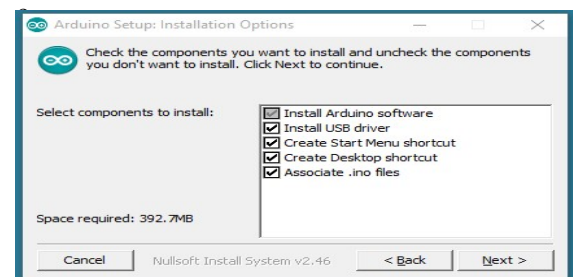 Arduino Setup: Installation Options
Check the components you want to install and uncheck the components
you don't want to install. Click Next to continue.
Select components to install:
Install Arduino software
Install USB driver
Create Start Menu shortcut
Create Desktop shortcut
Associate .ino files
Space required: 392.7MB
Cancel
Nullsoft Install System v2.46
< Back
Next >